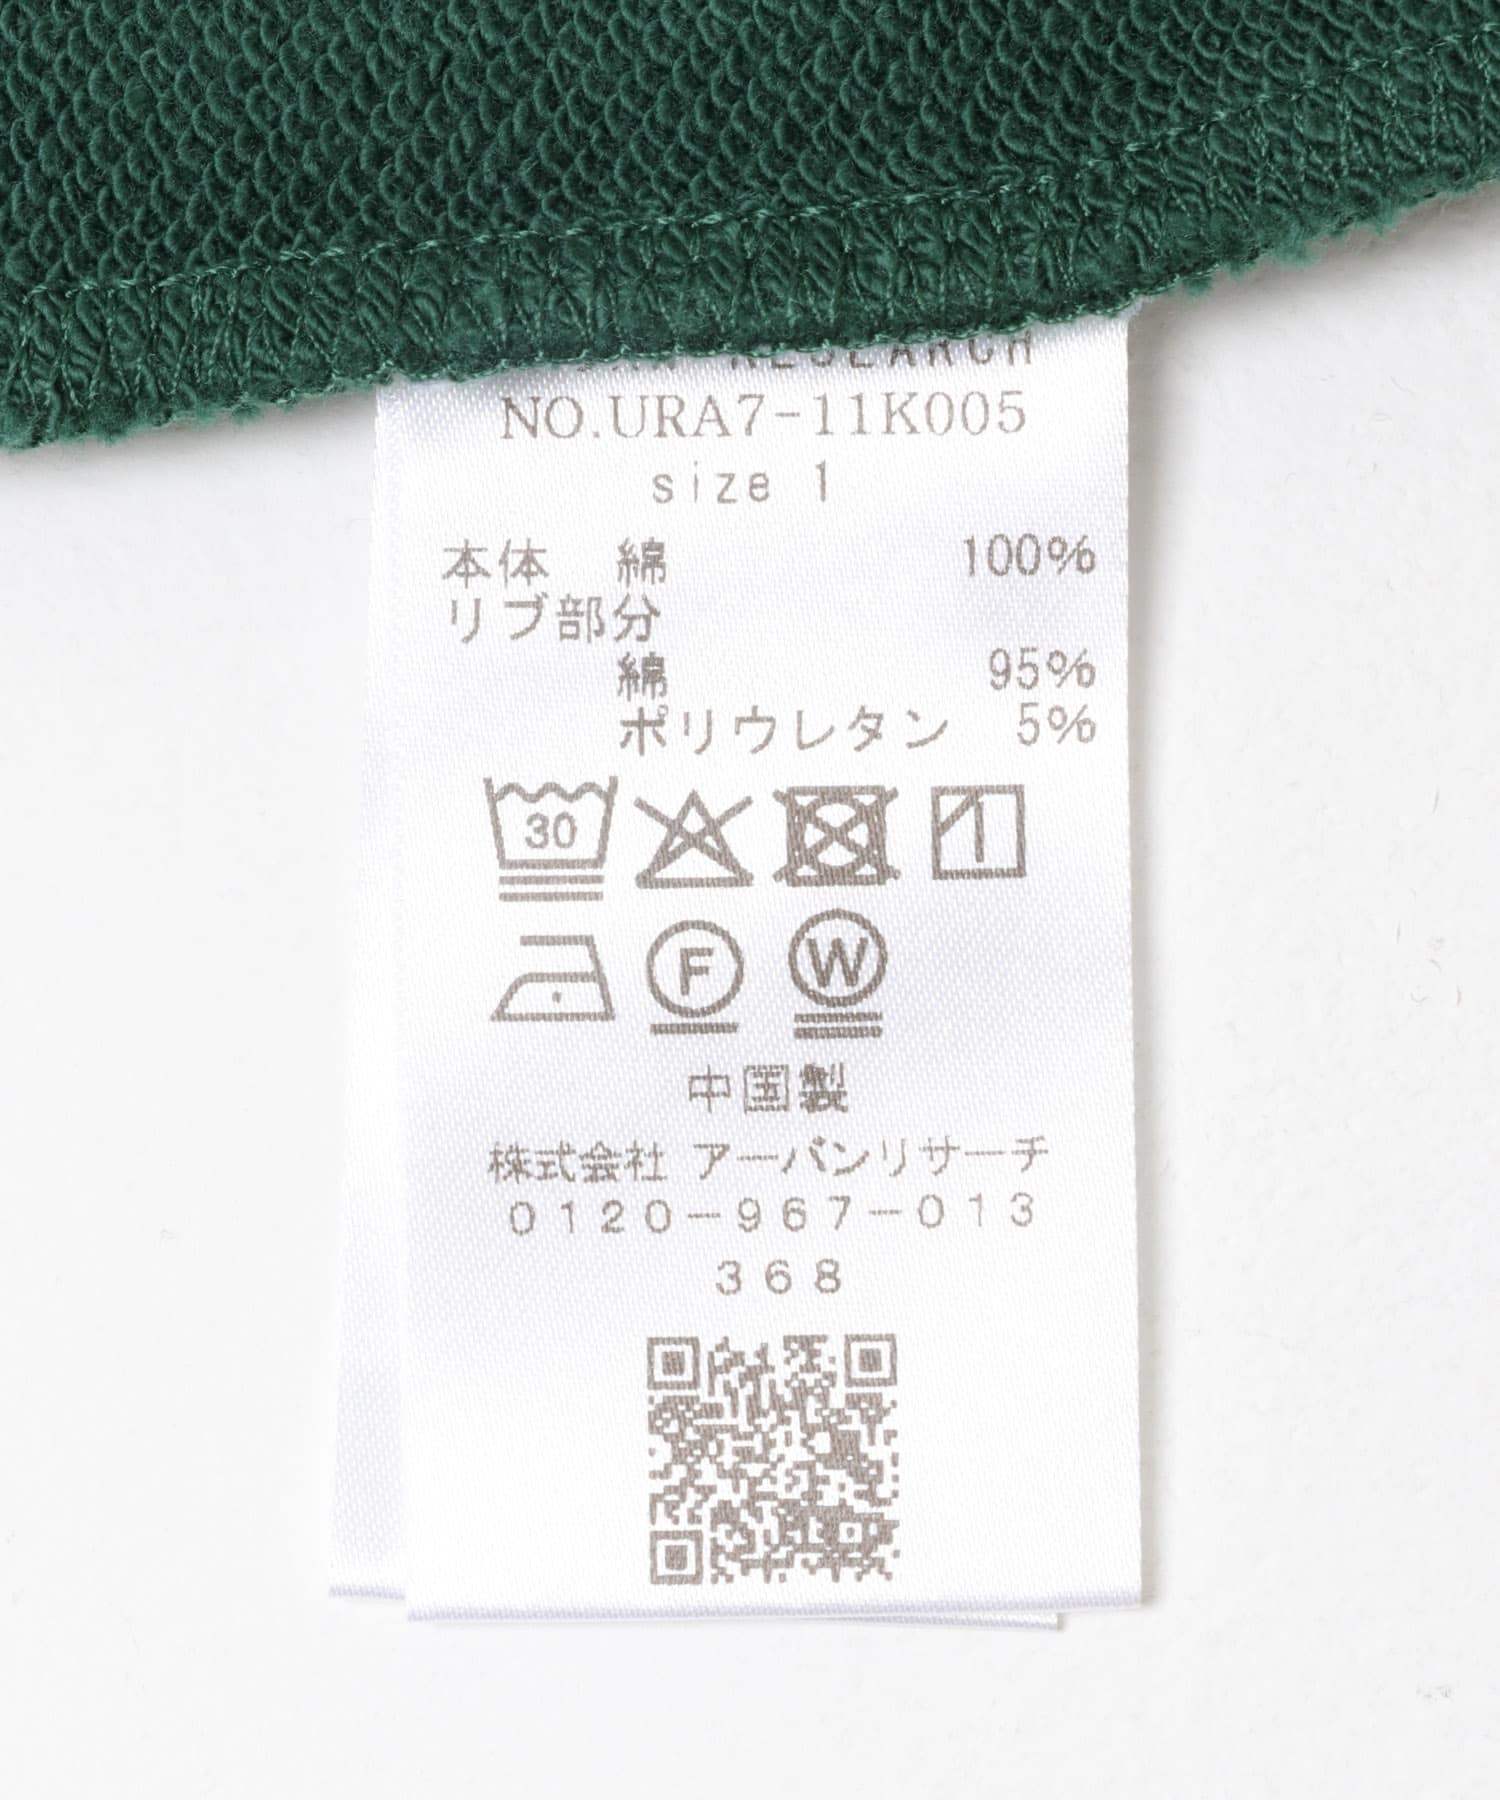 RESEARCH
NO.URA7-11K005
size 1
本体 綿 100%
リブ部分
綿 95%
ポリウレタン 5%
30
F
W
中国製
株式会社 アーバンリサーチ
0120-967-013
368